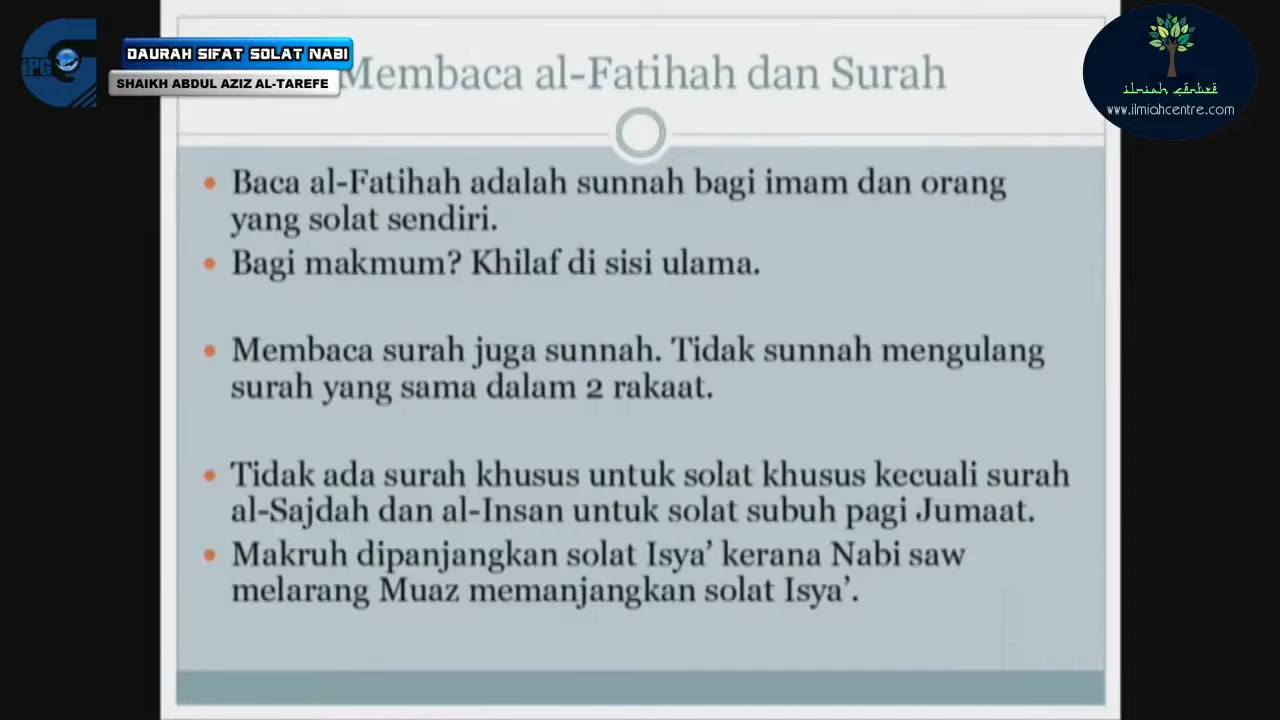 DAURAH SIFAT SOLAT NABI
SHAIKH ABDUL AZIZ AL-TAREFE
Membaca al-Fatihah dan Surah
ilmiah centre
www.ilmiahcentre.com
Baca al-Fatihah adalah sunnah bagi imam dan orang
yang solat sendiri.
Bagi makmum? Khilaf di sisi ulama.
Membaca surah juga sunnah. Tidak sunnah mengulang
surah yang sama dalam 2 rakaat.
Tidak ada surah khusus untuk solat khusus kecuali surah
al-Sajdah dan al-Insan untuk solat subuh pagi Jumaat.
Makruh dipanjangkan solat Isya’ kerana Nabi saw
melarang Muaz memanjangkan solat Isya’.